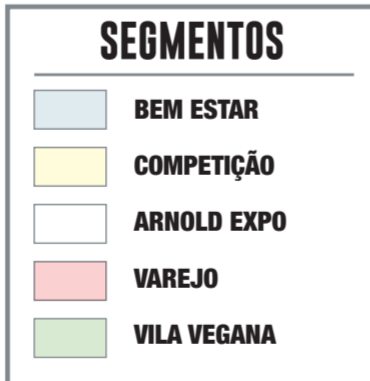 SEGMENTOS
BEM ESTAR
COMPETIÇÃO
ARNOLD EXPO
VAREJO
VILA VEGANA